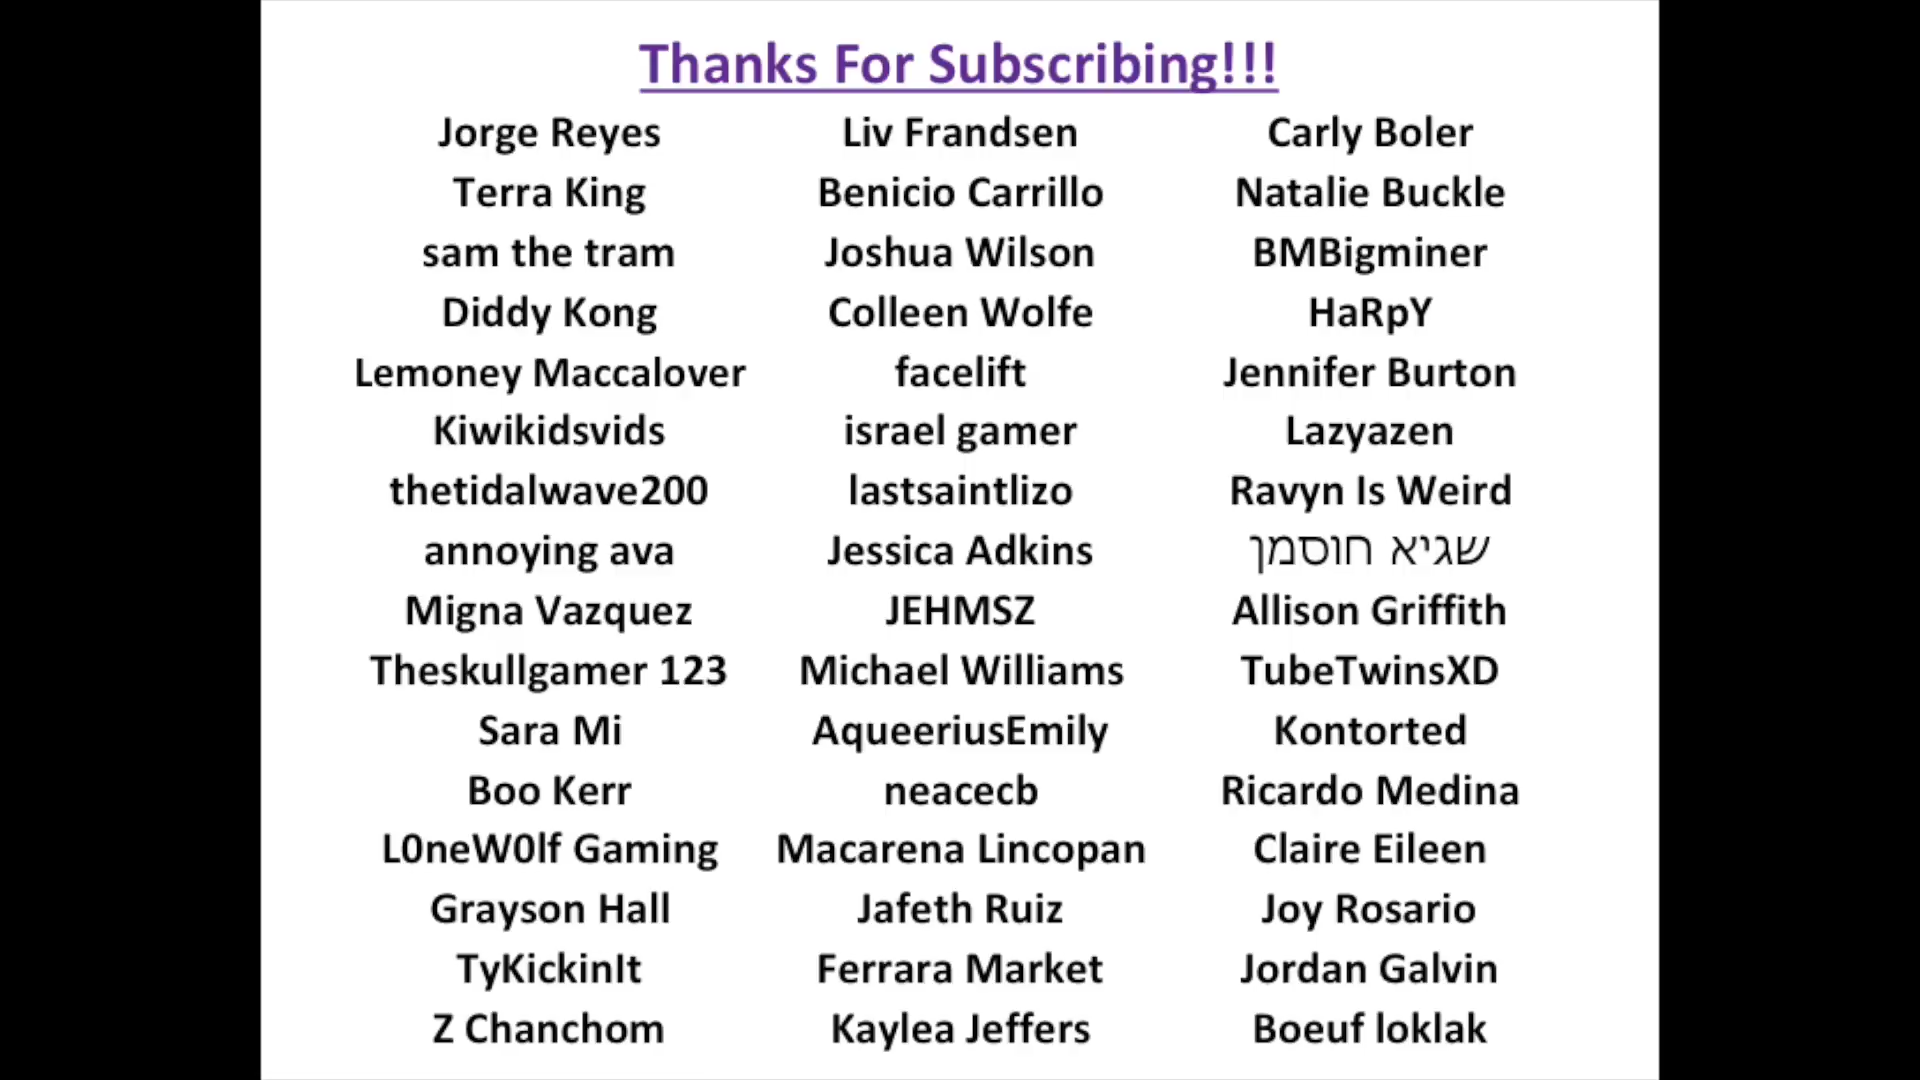 Thanks For Subscribing!!!
Jorge Reyes Liv Frandsen Carly Boler
Terra King Benicio Carrillo Natalie Buckle
sam the tram Joshua Wilson BMBigminer
Diddy Kong Colleen Wolfe HaRpY
Lemoney Maccalover facelift Jennifer Burton
Kiwikidsvids israel gamer Lazyazen
thetidalwave200 lastsaintlizo Ravyn Is Weird
annoying ava Jessica Adkins שגיא חוסמן
Migna Vazquez JEHMSZ Allison Griffith
Theskullgamer 123 Michael Williams TubeTwinsXD
Sara Mi AqueeriusEmily Kontorted
Boo Kerr neacecb Ricardo Medina
L0neW0lf Gaming Macarena Lincopan Claire Eileen
Grayson Hall Jafeth Ruiz Joy Rosario
TyKickinIt Ferrara Market Jordan Galvin
Z Chanchom Kaylea Jeffers Boeuf loklak